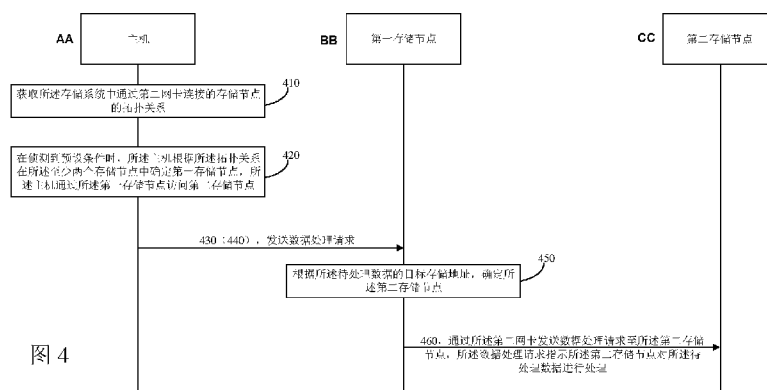 AA
主机
BB
第一存储节点
CC
第二存储节点
获取所述存储系统中通过第二网卡连接的存储节点
的拓扑关系
410
在侦测到预设条件时，所述主机根据所述拓扑关系
在所述至少两个存储节点中确定第一存储节点，所
述主机通过所述第一存储节点访问第二存储节点
420
430（440），发送数据处理请求
根据所述待处理数据的目标存储地址，确定所
述第二存储节点
450
460，通过所述第二网卡发送数据处理请求至所述第二存储
节点，所述数据处理请求指示所述第二存储节点对所述待
处理数据进行处理
图 4